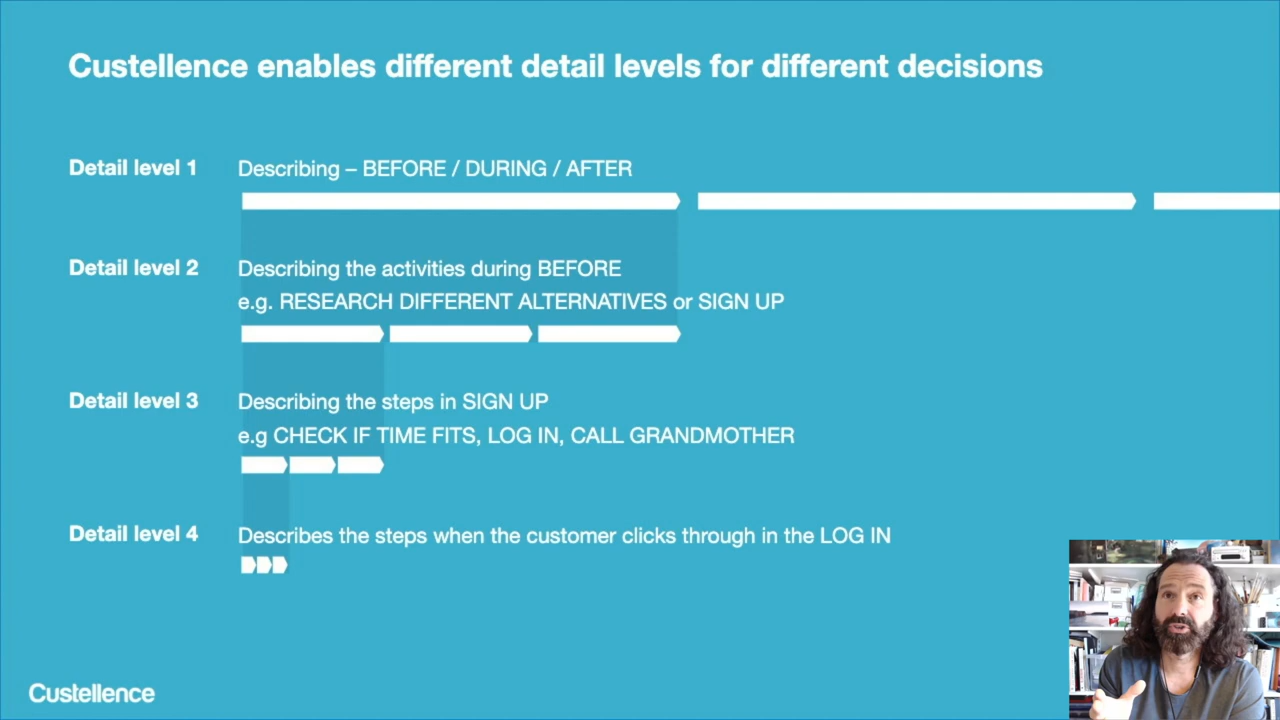 Custellence enables different detail levels for different decisions
Detail level 1
Describing – BEFORE / DURING / AFTER
Detail level 2
Describing the activities during BEFORE
e.g. RESEARCH DIFFERENT ALTERNATIVES or SIGN UP
Detail level 3
Describing the steps in SIGN UP
e.g CHECK IF TIME FITS, LOG IN, CALL GRANDMOTHER
Detail level 4
Describes the steps when the customer clicks through in the LOG IN
Custellence